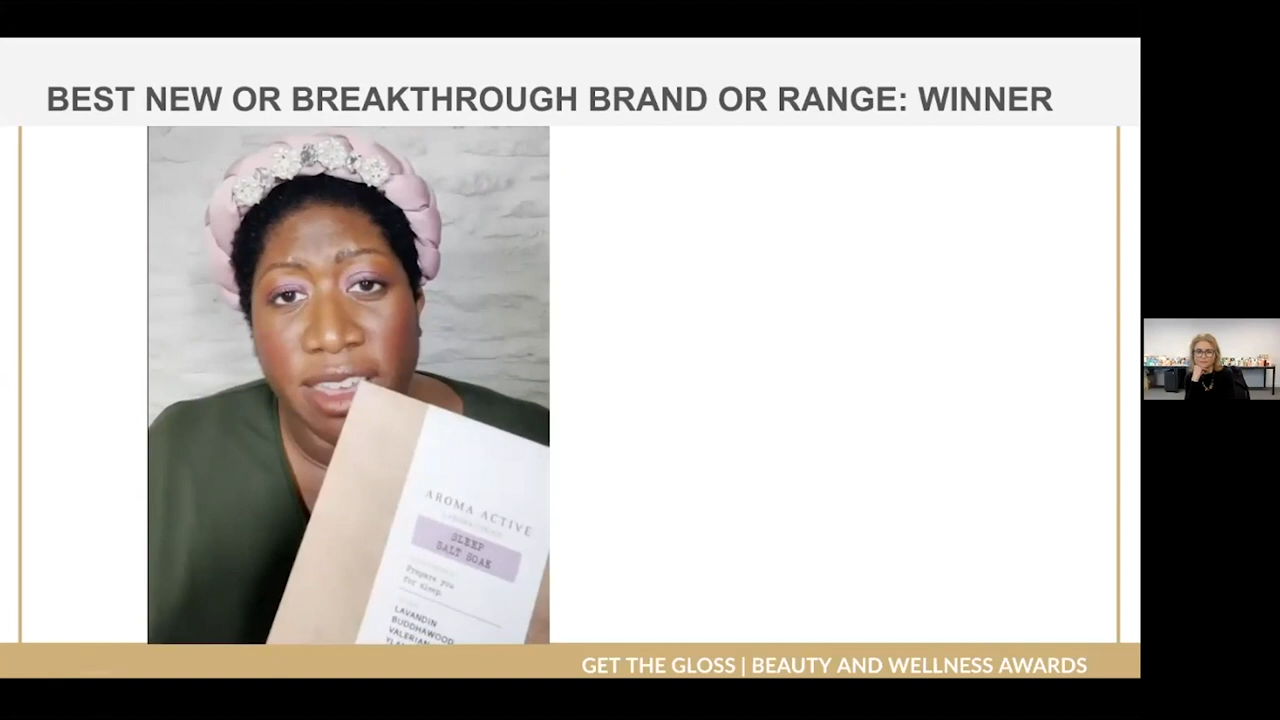 BEST NEW OR BREAKTHROUGH BRAND OR RANGE: WINNER
AROMA ACTIVE
SLEEP
SALT SOAK
Prepare you
for sleep.
LAVANDIN
BUDDHAWOOD
GET THE GLOSS | BEAUTY AND WELLNESS AWARDS